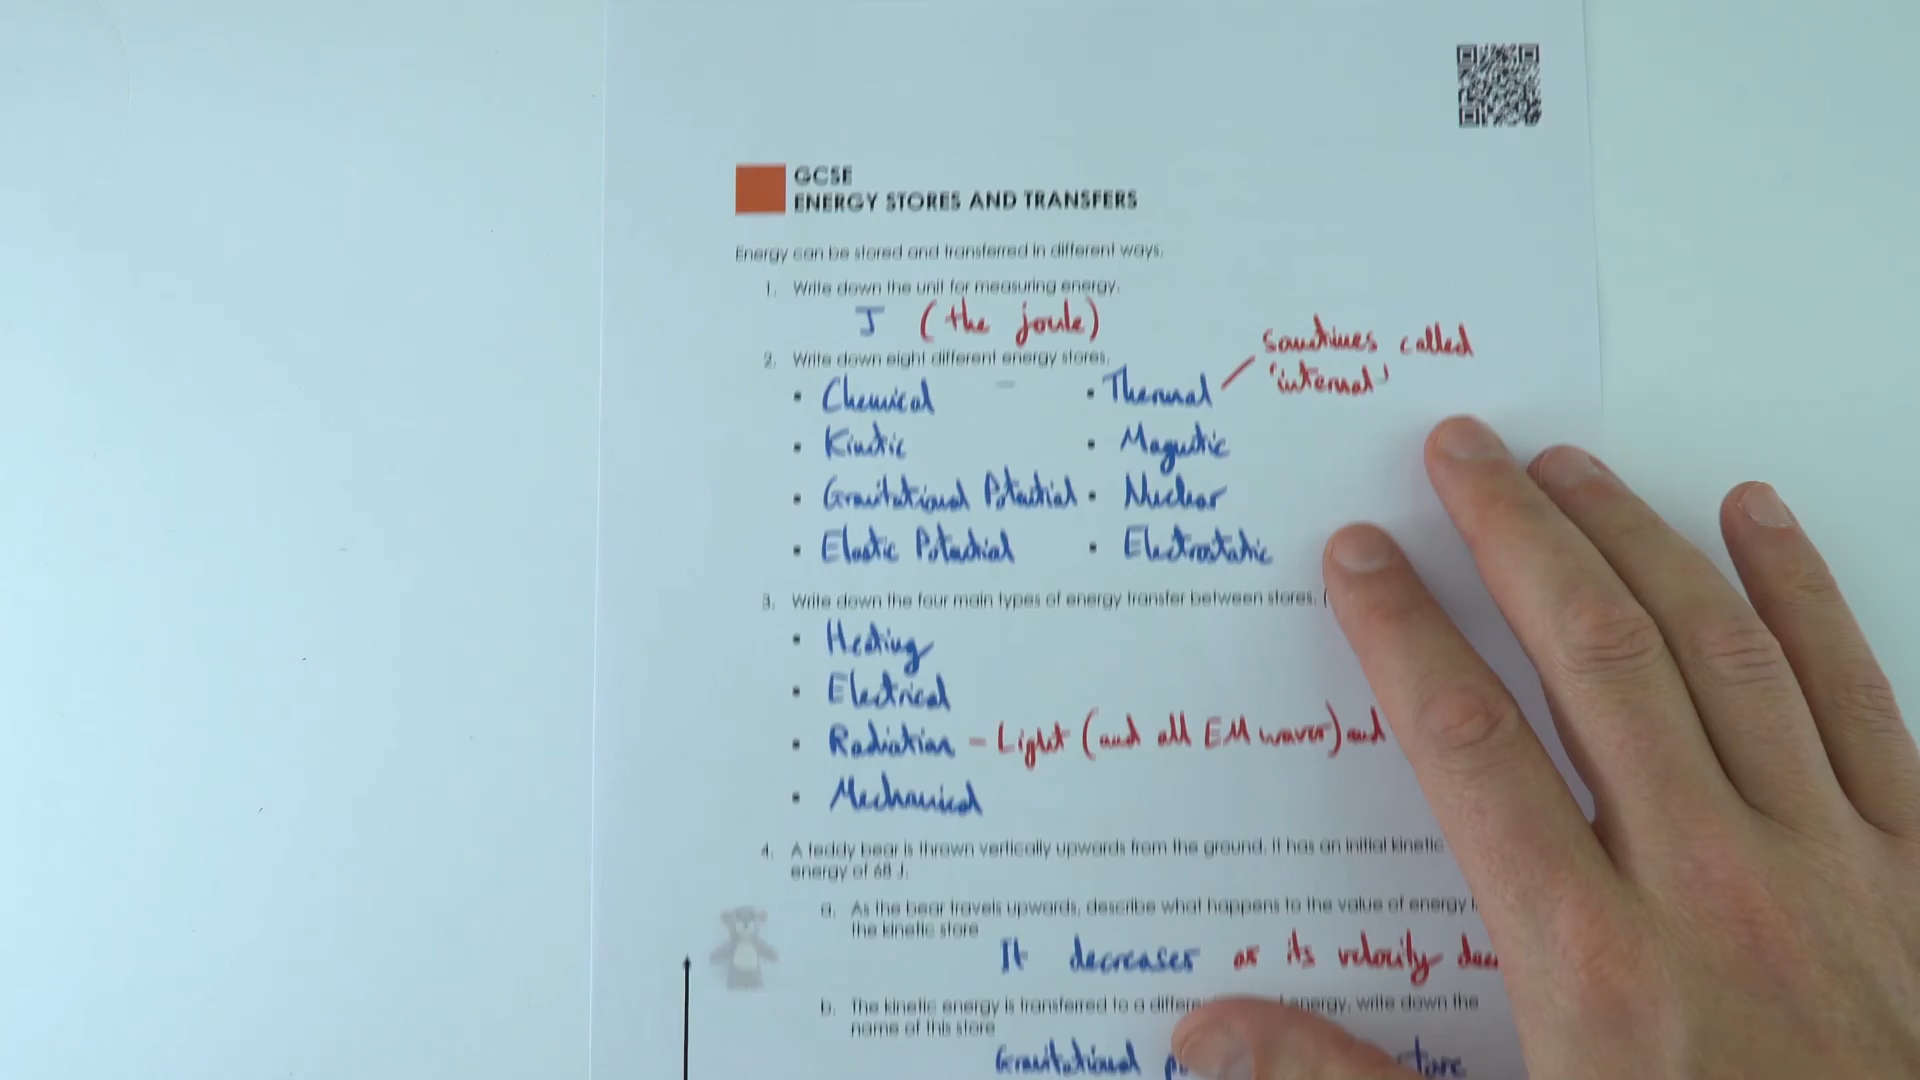 GCSE
ENERGY STORES AND TRANSFERS
Energy can be stored and transferred in different ways.
1. Write down the unit for measuring energy.
J (the joule)
2. Write down eight different energy stores.
• Chemical • Thermal sometimes called 'internal'
• Kinetic • Magnetic
• Gravitational Potential • Nuclear
• Elastic Potential • Electrostatic
3. Write down the four main types of energy transfer between stores. (
• Heating
• Electrical
• Radiation - Light (and all EM waves) and
• Mechanical
4. A teddy bear is thrown vertically upwards from the ground. It has an initial kinetic
energy of 68 J.
a. As the bear travels upwards, describe what happens to the value of energy
the kinetic store
It decreases as its velocity
b. The kinetic energy is transferred to a energy, write down the
name of this store
Gravitational store